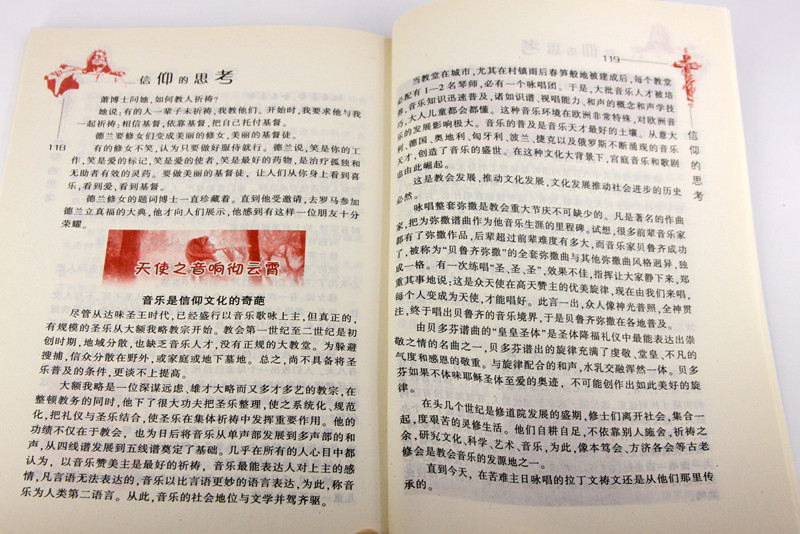 信仰的思考
118
萧博士问她，如何教人祈祷？
她说：有的人一辈子未祈祷，我教他们。开始时，我要求他与我
一起祈祷：相信基督，依靠基督，把自己托付基督。
德兰要修女们变成美丽的修女，美丽的基督徒。
有的修女不笑，认为只要做好服侍就行。德兰说，笑是你的工
作，笑是爱的标记，笑是爱的使者，笑是最好的药物，是治疗孤独和
无助者有效的灵药。要做美丽的基督徒，让人们从你身上看到喜
乐，看到爱，看到基督。
德兰修女的题词博士一直珍藏着。直到他受邀请，去罗马参加
德兰立真福的大典，他才向人们展示，他感到有这样一位朋友十分
荣耀。
天使之音响彻云霄
音乐是信仰文化的奇葩
尽管从达味圣王时代，已经盛行以音乐歌咏上主，但真正的，
有规模的圣乐从大额我略教宗开始。教会第一世纪至二世纪是初
创时期，地域分散，也缺乏音乐人才，没有正规的大教堂。为躲避
搜捕，信众分散在野外，或家庭或地下墓地。总之，尚不具备将圣
乐普及的条件，更谈不上提高。
大额我略是一位深谋远虑、雄才大略而又多才多艺的教宗，在
整顿教务的同时，他下了很大功夫把圣乐整理，使之系统化、规范
化，把礼仪与圣乐结合，使圣乐在集体祈祷中发挥重要作用。他的
功绩不仅在于教会，也为日后将音乐从单声部发展到多声部的和
声，从四线谱发展到五线谱奠定了基础。几乎在所有的人心目中都
认为，以音乐赞美主是最好的祈祷，音乐最能表达人对上主的感
情，凡言语无法表达的，音乐以比言语更妙的语言表达，为此，称音
乐为人类第二语言。从此，音乐的社会地位与文学并驾齐驱。
119
信仰的思考
当教堂在城市，尤其在村镇雨后春笋般地被建成后，每个教堂
必配有1－2名琴师，必有一个咏唱团。于是，大批音乐人才被培
养，音乐知识迅速普及，诸如识谱、视唱能力、和声的概念和声学技
巧，大人儿童都会都懂。这种音乐环境在欧洲非常特殊，对欧洲音
乐的发展影响极大。音乐的普及是音乐天才最好的土壤。从意大
利、德国、奥地利、匈牙利、波兰、捷克以及俄罗斯不断涌现的音乐
天才，创造了音乐的盛世。在这种文化大背景下，宫庭音乐和歌剧
也由此崛起。
这是教会发展，推动文化发展，文化发展推动社会进步的历史
必然。
咏唱整套弥撒是教会重大节庆不可缺少的。凡是著名的作曲
家，把为弥撒谱曲作为他音乐生涯的里程碑。试想，很多前辈音乐家
都有了弥撒作品，后辈超过前辈难度有多大，而音乐家贝鲁齐成功
了，被称为“贝鲁齐弥撒”的全套弥撒曲与其他弥撒曲风格迥异，独
成一格。有一次练唱“圣、圣、圣”，效果不佳，指挥让大家静下来，郑
重其事地说；这是众天使在高天赞美上主的优美旋律，现在由我们来唱，
每个人变成为天使，才能唱好。此言一出，众人像神光普照，全神贯
注，终于唱出贝鲁齐的音乐境界，于是贝鲁齐弥撒在各地普及。
由贝多芬谱曲的“皇皇圣体”是圣体降福礼仪中最能表达出崇
敬之情的名曲之一，贝多芬谱出的旋律充满了虔敬、堂皇、不凡的
气度和感恩的敬重。与旋律配合的和声，水乳交融浑然一体。贝多
芬如果不体味耶稣圣体至爱的奥迹，不可能创作出如此美好的旋
律。
在头几个世纪是修道院发展的盛期，修士们离开社会，集合一
起，度艰苦的灵修生活。他们自耕自足，不依靠别人施舍，祈祷之
余，研究文化、科学、艺术、音乐，为此，像本笃会、方济各会等古老
修会是教会音乐的发源地之一。
直到今天，在苦难主日咏唱的拉丁文祷文还是从他们那里传
承的。